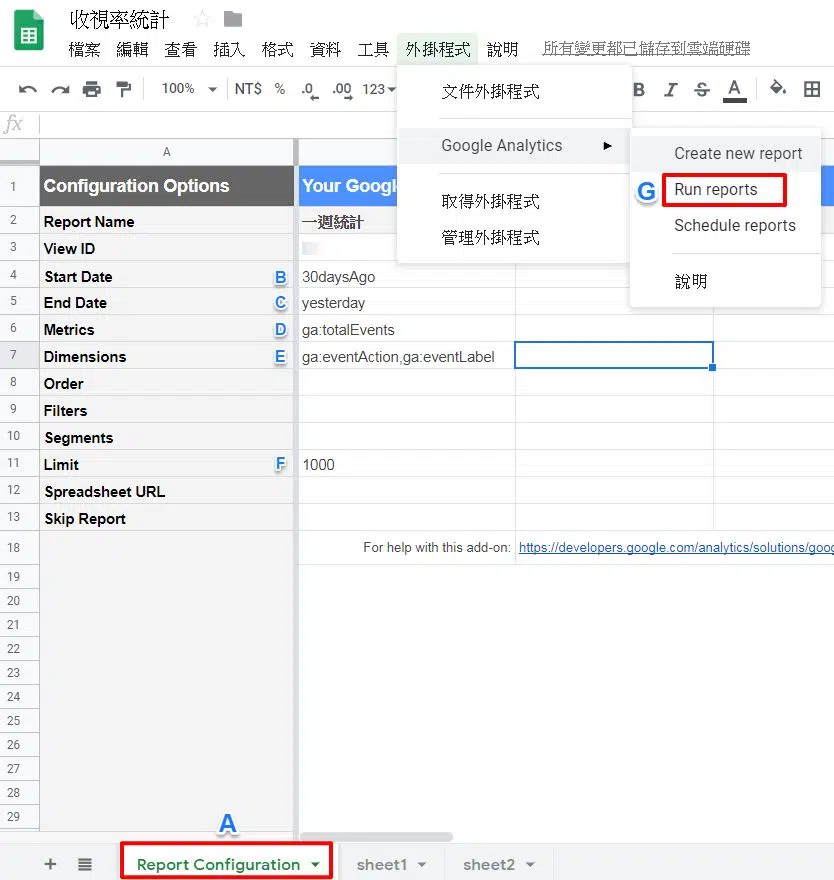 收視率統計
檔案 編輯 查看 插入 格式 資料 工具 外掛程式 說明 所有變更都已儲存到雲端硬碟
100% NT$ % .0 .00 123 B I S A
文件外掛程式
fx
Google Analytics
Create new report
A
取得外掛程式
G Run reports
1 Configuration Options Your Googl
管理外掛程式
Schedule reports
2 Report Name 一週統計
3 View ID
說明
4 Start Date B 30daysAgo
5 End Date C yesterday
6 Metrics D ga:totalEvents
7 Dimensions E ga:eventAction,ga:eventLabel
8 Order
9 Filters
10 Segments
11 Limit F 1000
12 Spreadsheet URL
13 Skip Report
18 For help with this add-on: https://developers.google.com/analytics/solutions/goog
19
20
21
22
23
24
25
26
27
28
29
A
+ Report Configuration sheet1 sheet2